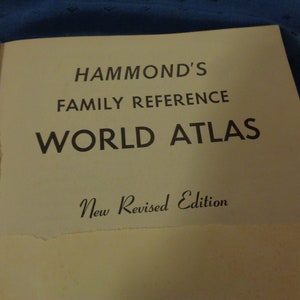 HAMMOND'S
FAMILY REFERENCE
WORLD ATLAS
New Revised Edition